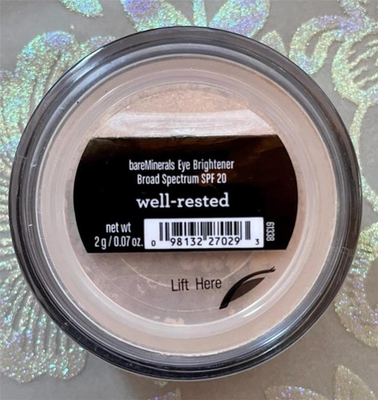 bareMinerals Eye Brightener
Broad Spectrum SPF 20
well-rested
net wt
2 g / 0.07 oz.
0 98132 27029 3
63338
Lift Here